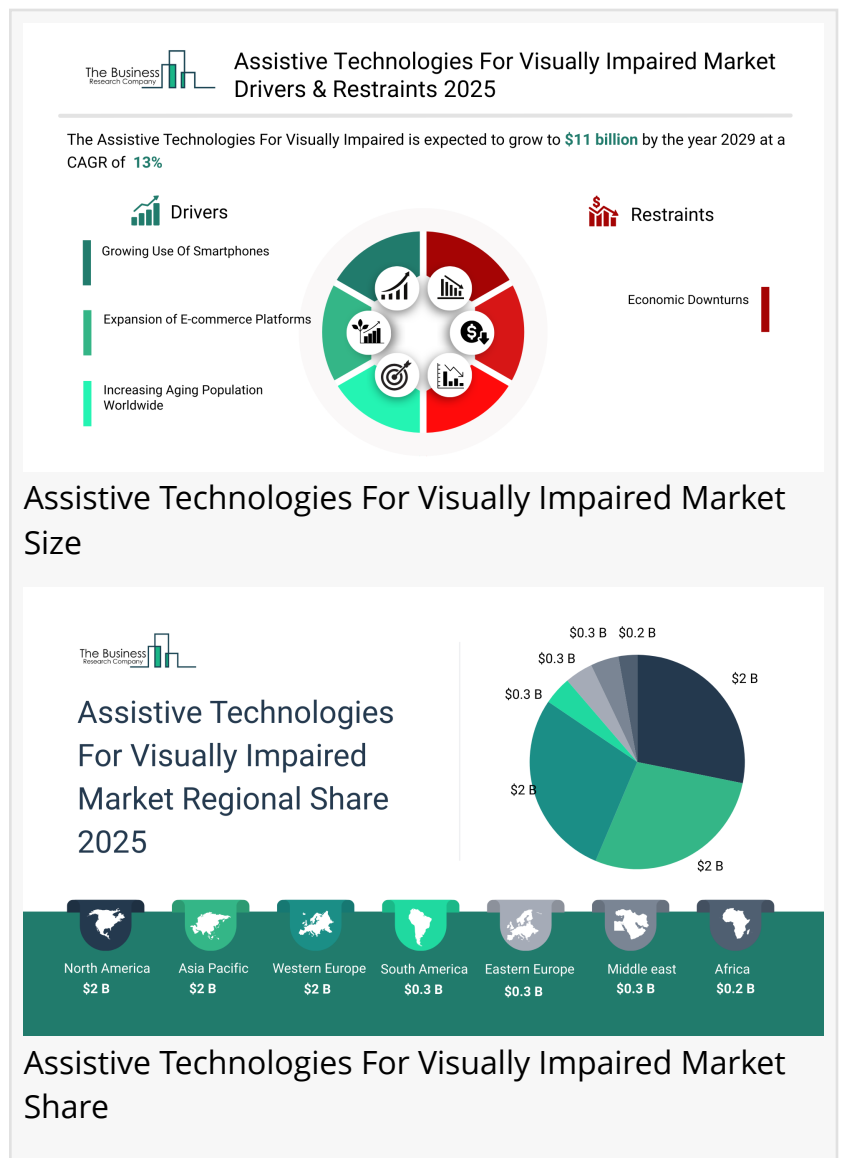 The Business
Research Company
Assistive Technologies For Visually Impaired Market
Drivers & Restraints 2025
The Assistive Technologies For Visually Impaired is expected to grow to $11 billion by the year 2029 at a
CAGR of 13%
Drivers
Restraints
Growing Use Of Smartphones
Expansion of E-commerce Platforms
Increasing Aging Population
Worldwide
Economic Downturns
Assistive Technologies For Visually Impaired Market
Size
The Business
Research Company
Assistive Technologies
For Visually Impaired
Market Regional Share
2025
$0.3 B
$0.2 B
$0.3 B
$2 B
$0.3 B
$2 B
$2 B
North America
$2 B
Asia Pacific
$2 B
Western Europe
$2 B
South America
$0.3 B
Eastern Europe
$0.3 B
Middle east
$0.3 B
Africa
$0.2 B
Assistive Technologies For Visually Impaired Market
Share